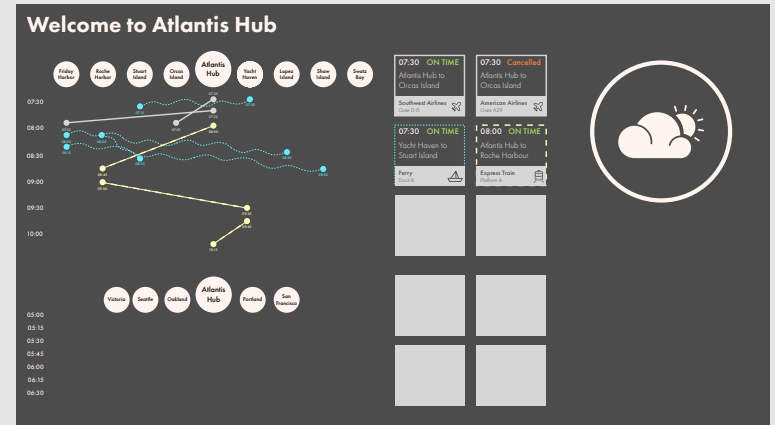 Welcome to Atlantis Hub
Friday
Harbor
Roche
Harbor
Stuart
Island
Orcas
Island
Atlantis
Hub
Yacht
Haven
Lopez
Island
Shaw
Island
Swatz
Bay
07:30
08:00
08:30
09:00
09:30
10:00
07:30 ON TIME
Atlantis Hub to
Orcas Island
Southwest Airlines
07:30 Cancelled
Atlantis Hub to
Orcas Island
American Airlines
Gate A29
07:30 ON TIME
Yacht Haven to
Stuart Island
Ferry
Dock B
08:00 ON TIME
Atlantis Hub to
Roche Harbour
Express Train
Platform A
Victoria
Seattle
Oakland
Atlantis
Hub
Portland
San
Francisco
05:00
05:15
05:30
05:45
06:00
06:15
06:30